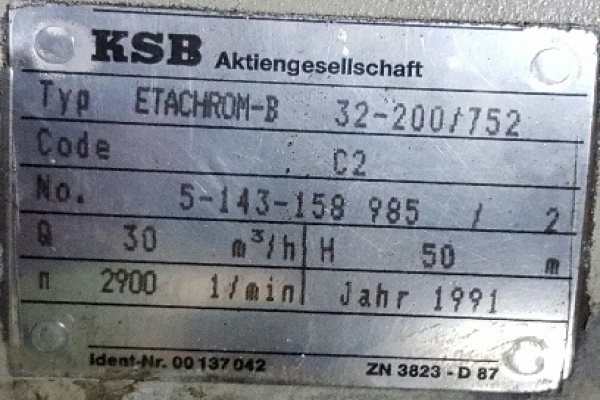 KSB Aktiengesellschaft
Typ ETACHROM-B 32-200/752
Code C2
No. 5-143-158 985 / 2
Q 30 m³/h H 50 m
n 2900 1/min Jahr 1991
Ident-Nr. 00 137 042 ZN 3823 - D 87